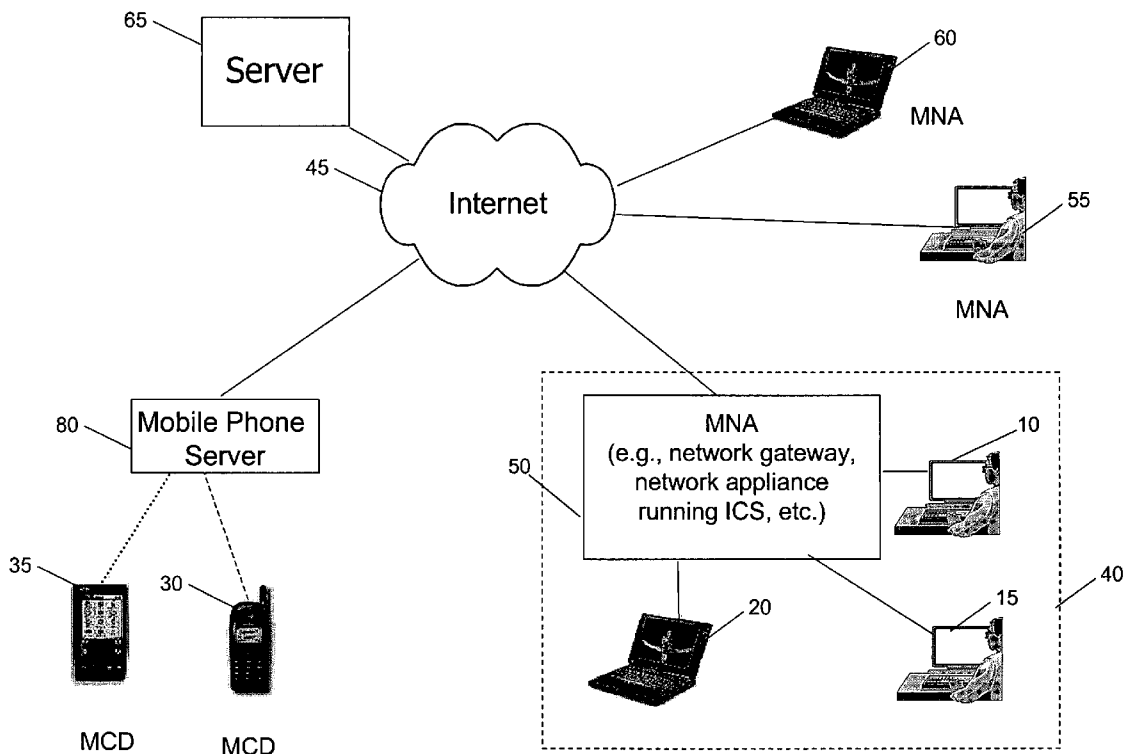 65
Server
60
MNA
45
Internet
55
MNA
80
Mobile Phone
Server
50
MNA
(e.g., network gateway,
network appliance
running ICS, etc.)
10
35
30
20
15
40
MCD
MCD